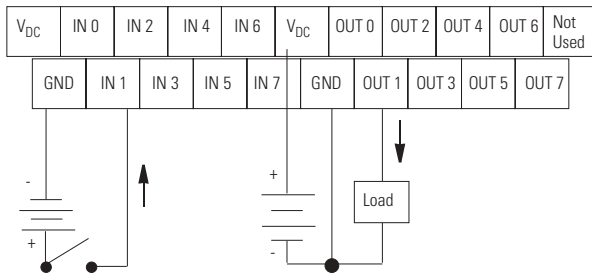 VDC IN 0 IN 2 IN 4 IN 6 VDC OUT 0 OUT 2 OUT 4 OUT 6 Not Used
GND IN 1 IN 3 IN 5 IN 7 GND OUT 1 OUT 3 OUT 5 OUT 7
- +
Load
+ -